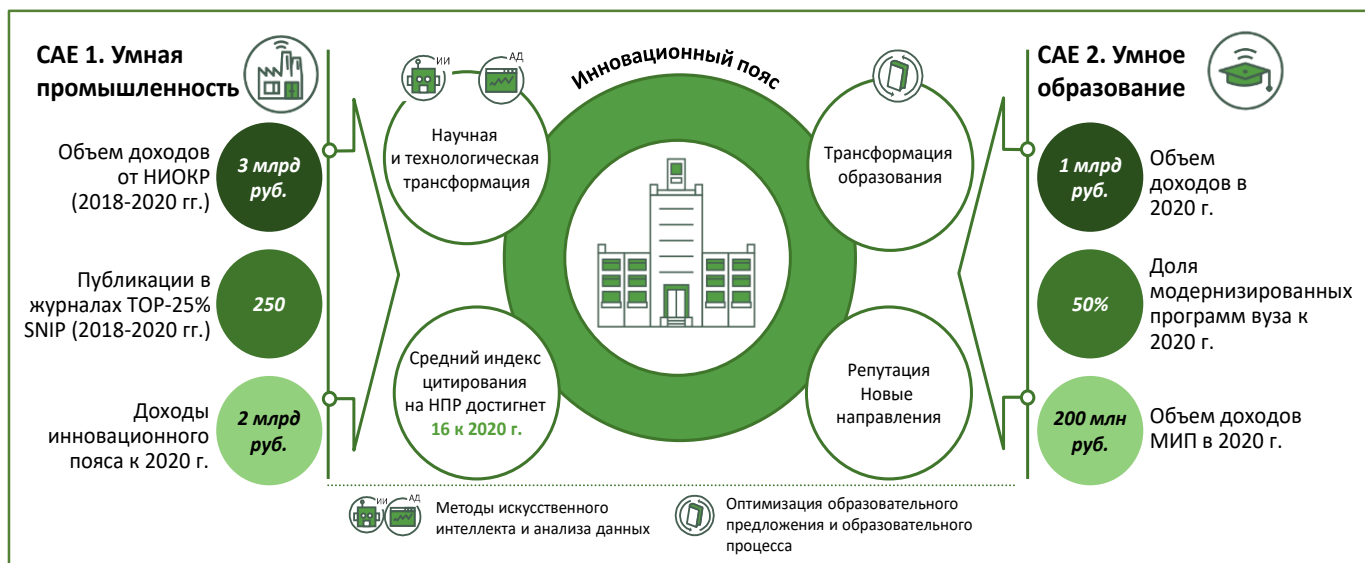 САЕ 1. Умная
промышленность
Объем доходов
от НИОКР
(2018-2020 гг.)
3 млрд
руб.
Публикации в
журналах TOP-25%
SNIP (2018-2020 гг.)
250
Доходы
инновационного
пояса к 2020 г.
2 млрд
руб.
ИИ
АД
Научная
и технологическая
трансформация
Средний индекс
цитирования
на НПР достигнет
16 к 2020 г.
Инновационный пояс
Трансформация
образования
Репутация
Новые
направления
САЕ 2. Умное
образование
1 млрд
руб.
Объем
доходов в
2020 г.
50%
Доля
модернизированных
программ вуза к
2020 г.
200 млн
руб.
Объем доходов
МИП в 2020 г.
ИИ
АД
Методы искусственного
интеллекта и анализа данных
Оптимизация образовательного
предложения и образовательного
процесса